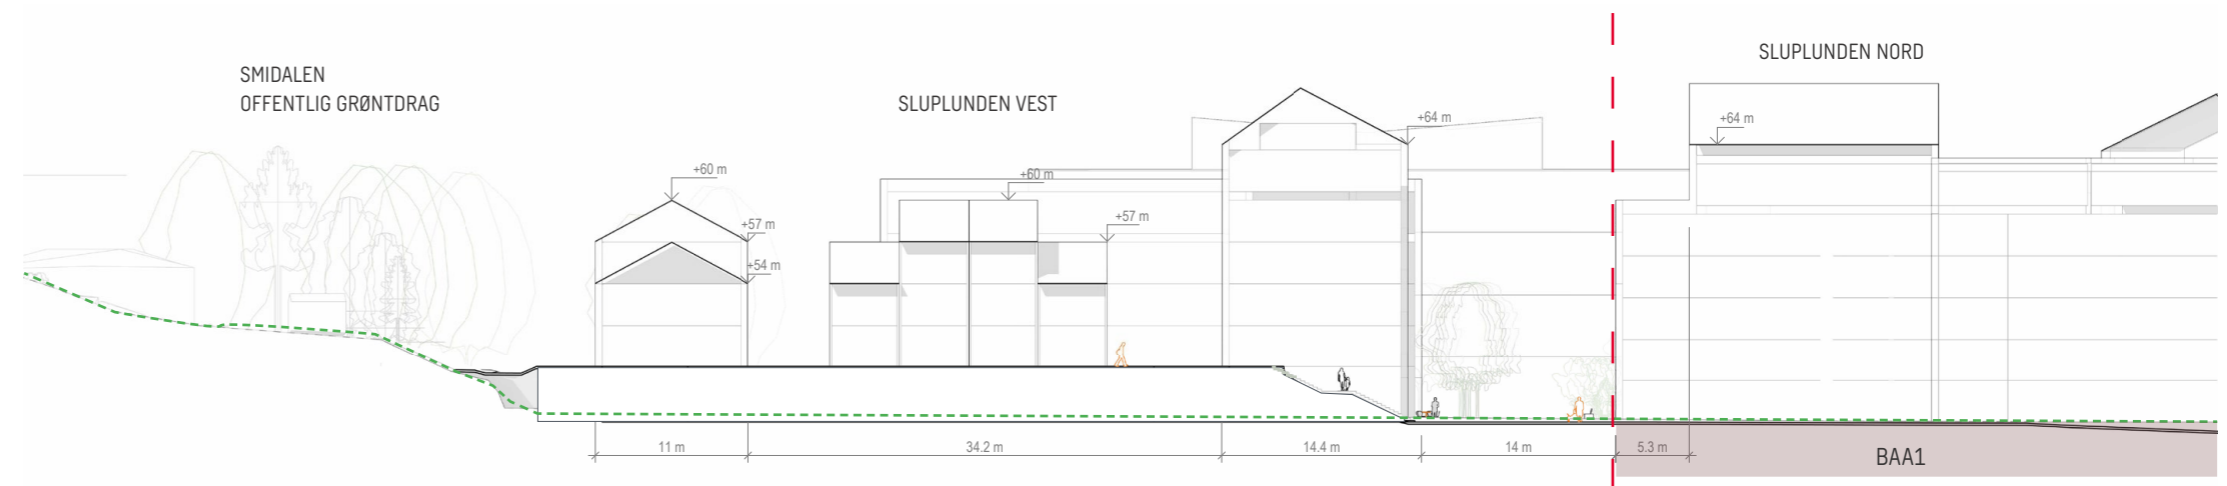 SMIDALEN
OFFENTLIG GRØNTDRAG
SLUPLUNDEN VEST
SLUPLUNDEN NORD
+60 m
+57 m
+54 m
+60 m
+57 m
+64 m
+64 m
11 m
34.2 m
14.4 m
14 m
5.3 m
BAA1